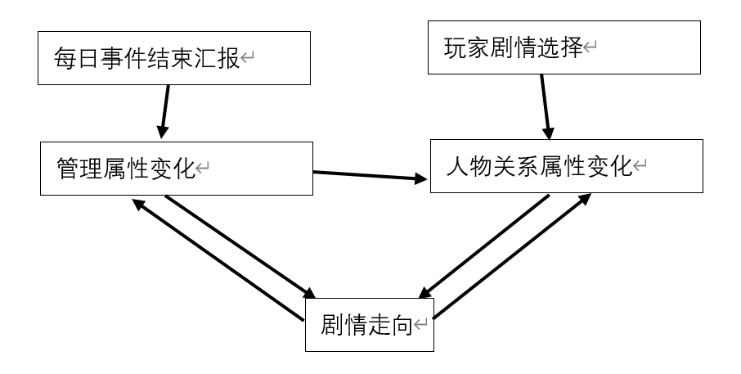 每日事件结束汇报↵
玩家剧情选择↵
管理属性变化↵
人物关系属性变化↵
剧情走向↵